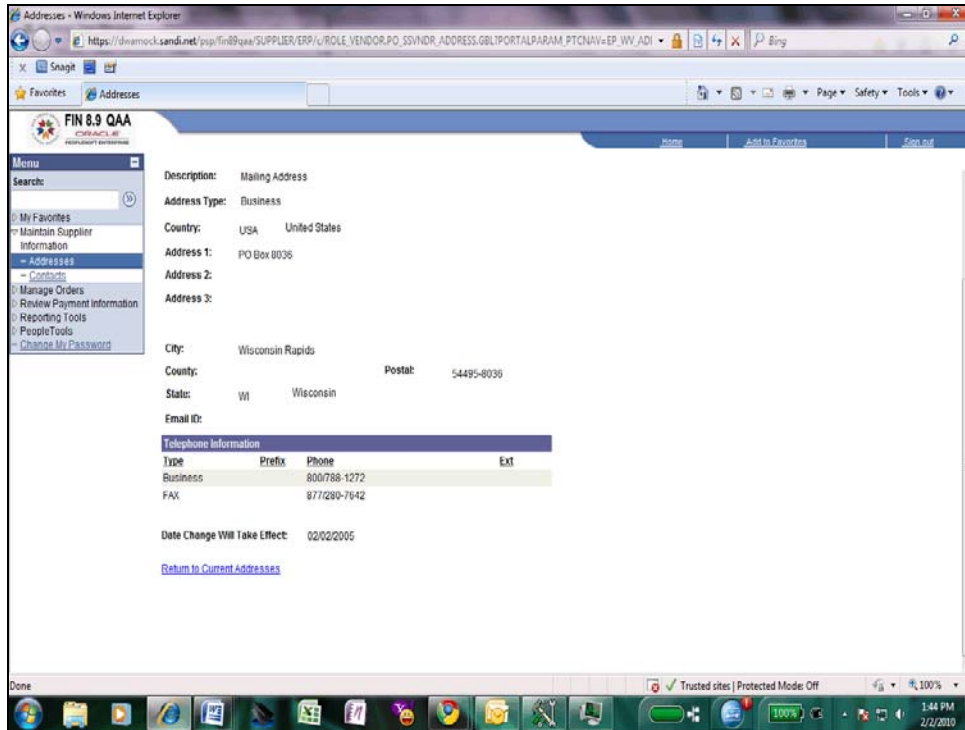 Addresses - Windows Internet Explorer
https://dwarnock.sandi.net/psp/fin89qaa/SUPPLIER/ERP/c/ROLE_VENDOR.PO_SSVNDR_ADDRESS.GBL?PORTALPARAM_PTCNAV=EP_WV_ADI
Bing
x Snagit
Favorites Addresses
Page Safety Tools
FIN 8.9 QAA
ORACLE
PEOPLESOFT ENTERPRISE
Home Add to Favorites Sign out
Menu
Search:
My Favorites
Maintain Supplier
Information
– Addresses
– Contacts
Manage Orders
Review Payment Information
Reporting Tools
PeopleTools
– Change My Password
Description: Mailing Address
Address Type: Business
Country: USA United States
Address 1: PO Box 8036
Address 2:
Address 3:
City: Wisconsin Rapids
County: Postal: 54495-8036
State: WI Wisconsin
Email ID:
Telephone Information
Type Prefix Phone Ext
Business 800/788-1272
FAX 877/280-7642
Date Change Will Take Effect: 02/02/2005
Return to Current Addresses
Done Trusted sites | Protected Mode: Off 100%
100% 1:44 PM
2/2/2010